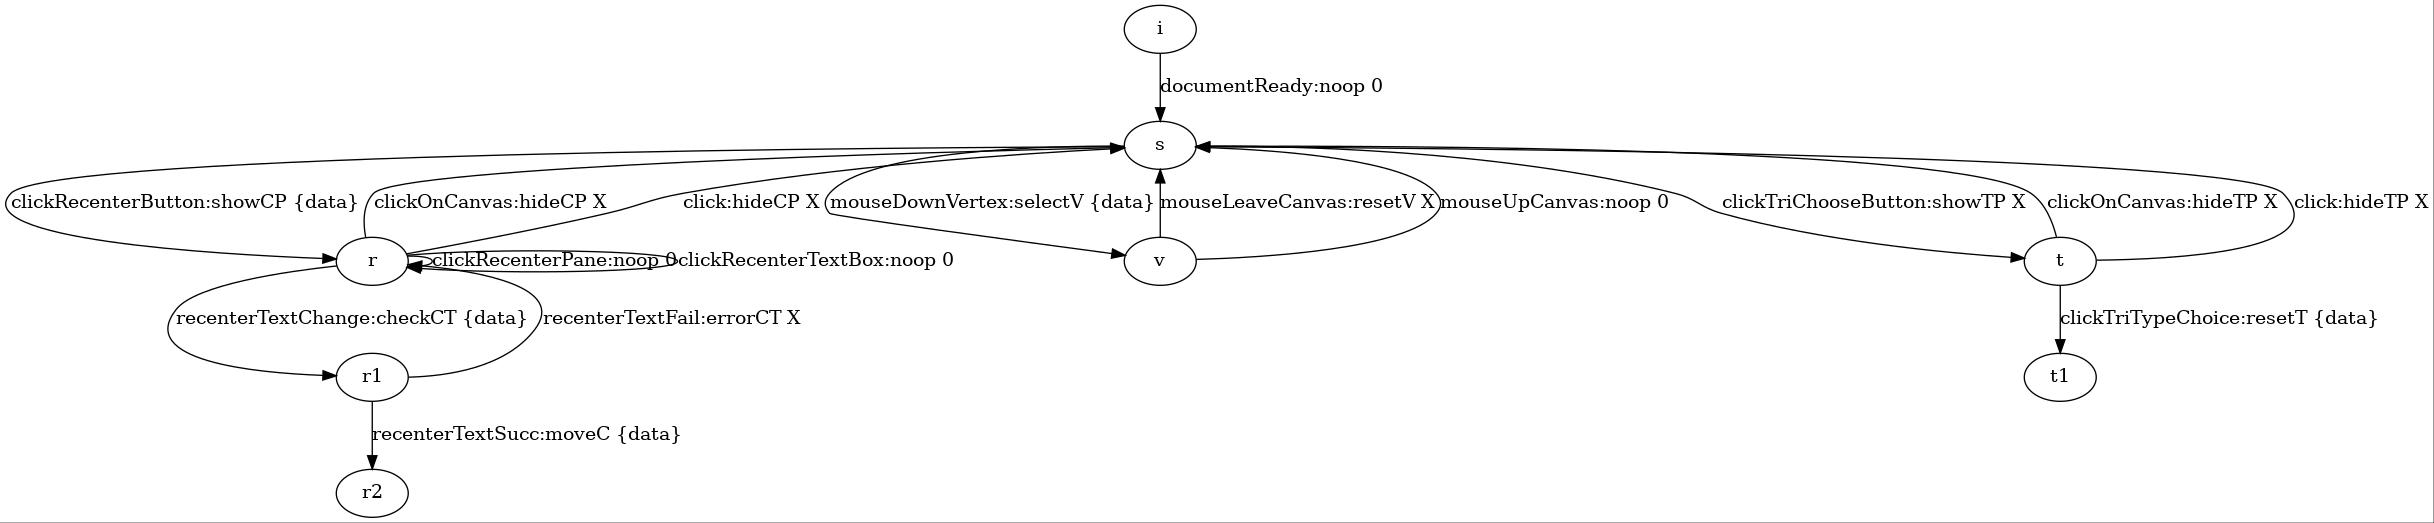 i
documentReady:noop 0
s
clickRecenterButton:showCP {data}
clickOnCanvas:hideCP X
click:hideCP X
mouseDownVertex:selectV {data}
mouseLeaveCanvas:resetV X
mouseUpCanvas:noop 0
clickTriChooseButton:showTP X
clickOnCanvas:hideTP X
click:hideTP X
r
clickRecenterPane:noop 0
clickRecenterTextBox:noop 0
v
t
recenterTextChange:checkCT {data}
recenterTextFail:errorCT X
clickTriTypeChoice:resetT {data}
r1
t1
recenterTextSucc:moveC {data}
r2